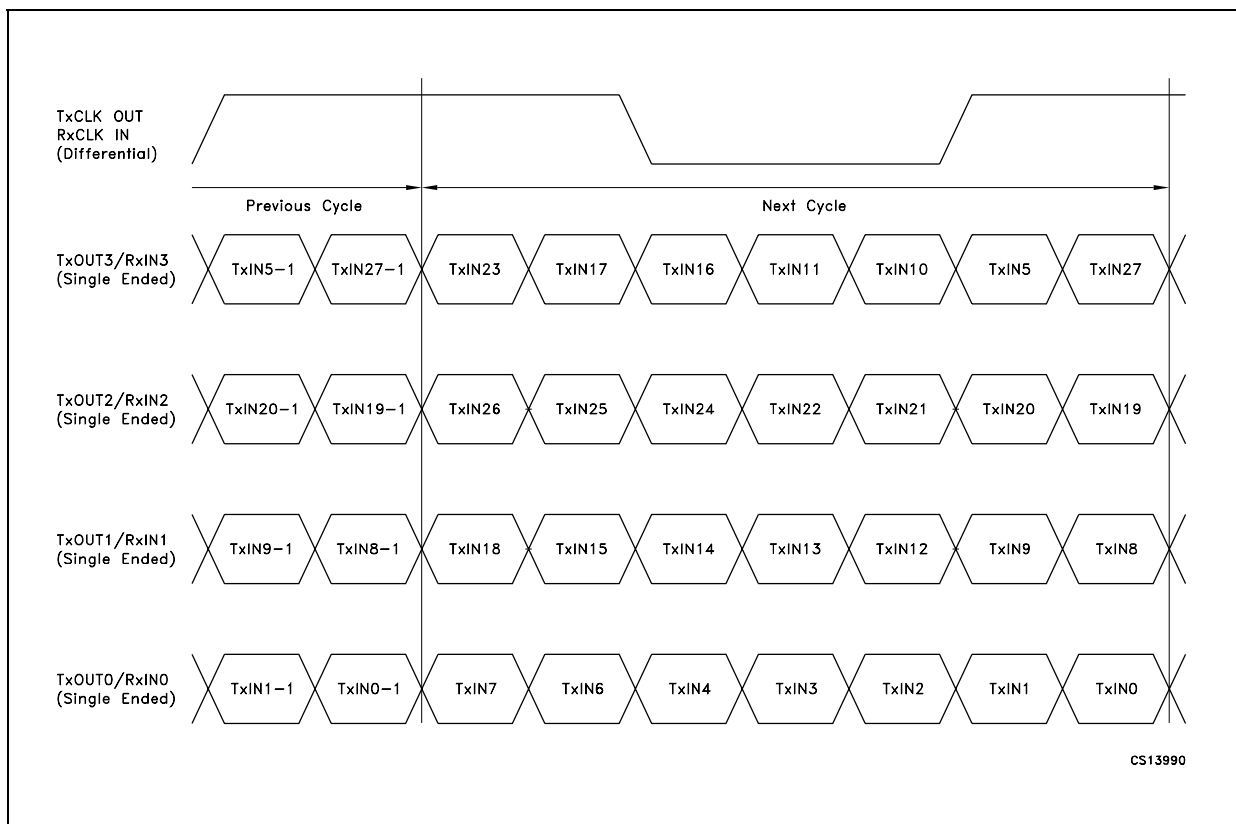 TxCLK OUT
RxCLK IN
(Differential)
Previous Cycle
Next Cycle
TxOUT3/RxIN3
(Single Ended)
TxIN5-1 TxIN27-1 TxIN23 TxIN17 TxIN16 TxIN11 TxIN10 TxIN5 TxIN27
TxOUT2/RxIN2
(Single Ended)
TxIN20-1 TxIN19-1 TxIN26 TxIN25 TxIN24 TxIN22 TxIN21 TxIN20 TxIN19
TxOUT1/RxIN1
(Single Ended)
TxIN9-1 TxIN8-1 TxIN18 TxIN15 TxIN14 TxIN13 TxIN12 TxIN9 TxIN8
TxOUT0/RxIN0
(Single Ended)
TxIN1-1 TxIN0-1 TxIN7 TxIN6 TxIN4 TxIN3 TxIN2 TxIN1 TxIN0
CS13990